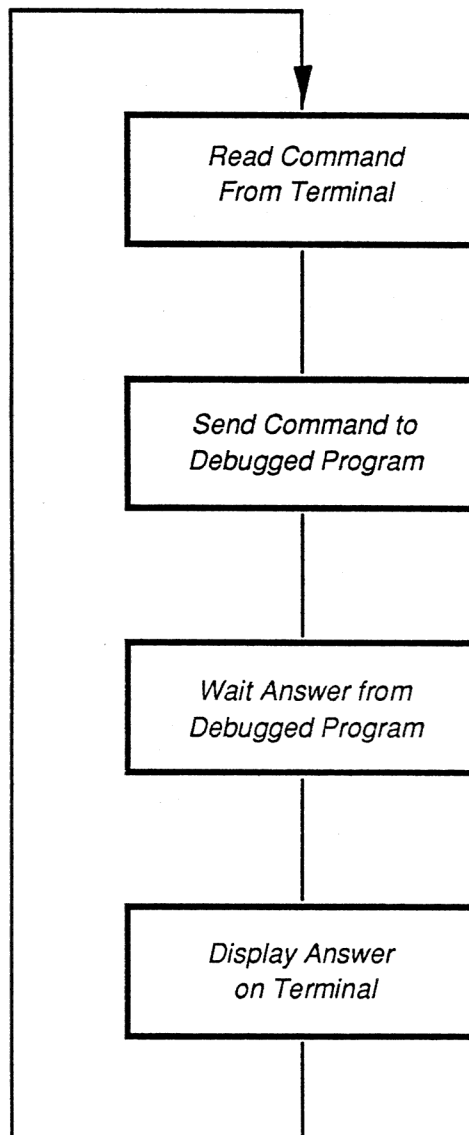 Read Command
From Terminal
Send Command to
Debugged Program
Wait Answer from
Debugged Program
Display Answer
on Terminal